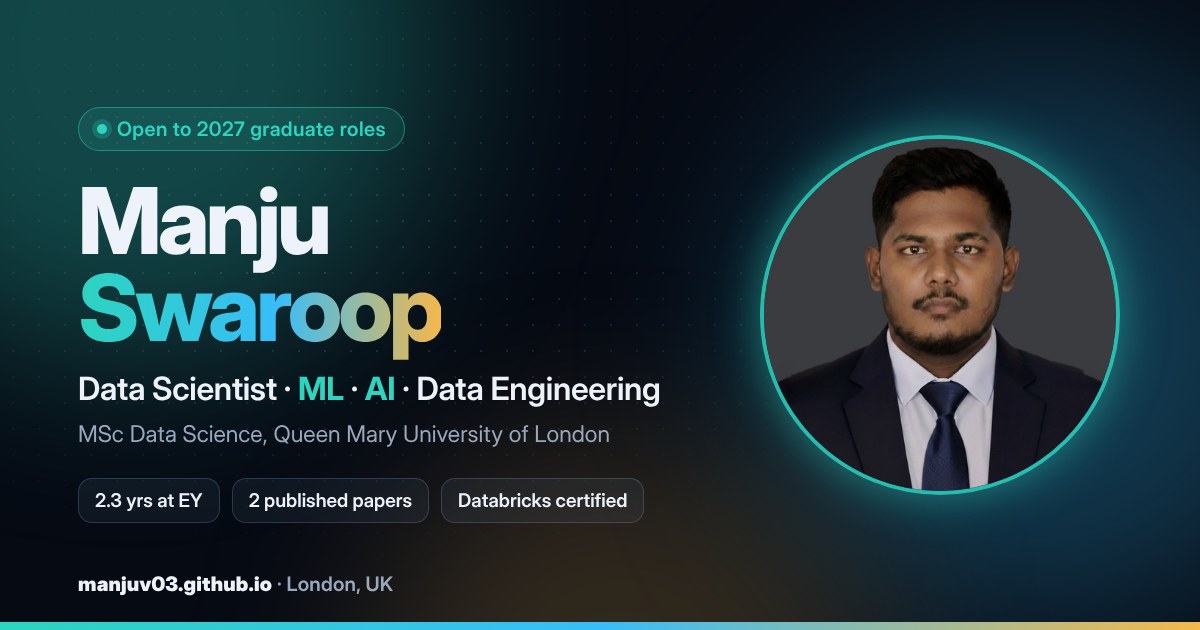 Open to 2027 graduate roles
Manju
Swaroop
Data Scientist · ML · AI · Data Engineering
MSc Data Science, Queen Mary University of London
2.3 yrs at EY
2 published papers
Databricks certified
manjuv03.github.io · London, UK